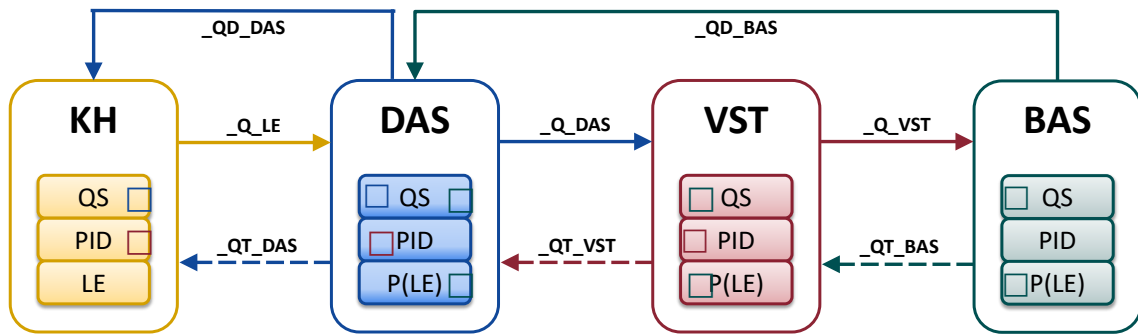 _QD_DAS
_QD_BAS
KH
_Q_LE
DAS
_Q_DAS
VST
_Q_VST
BAS
QS
QS
QS
QS
PID
_QT_DAS
PID
_QT_VST
PID
_QT_BAS
PID
LE
P(LE)
P(LE)
P(LE)